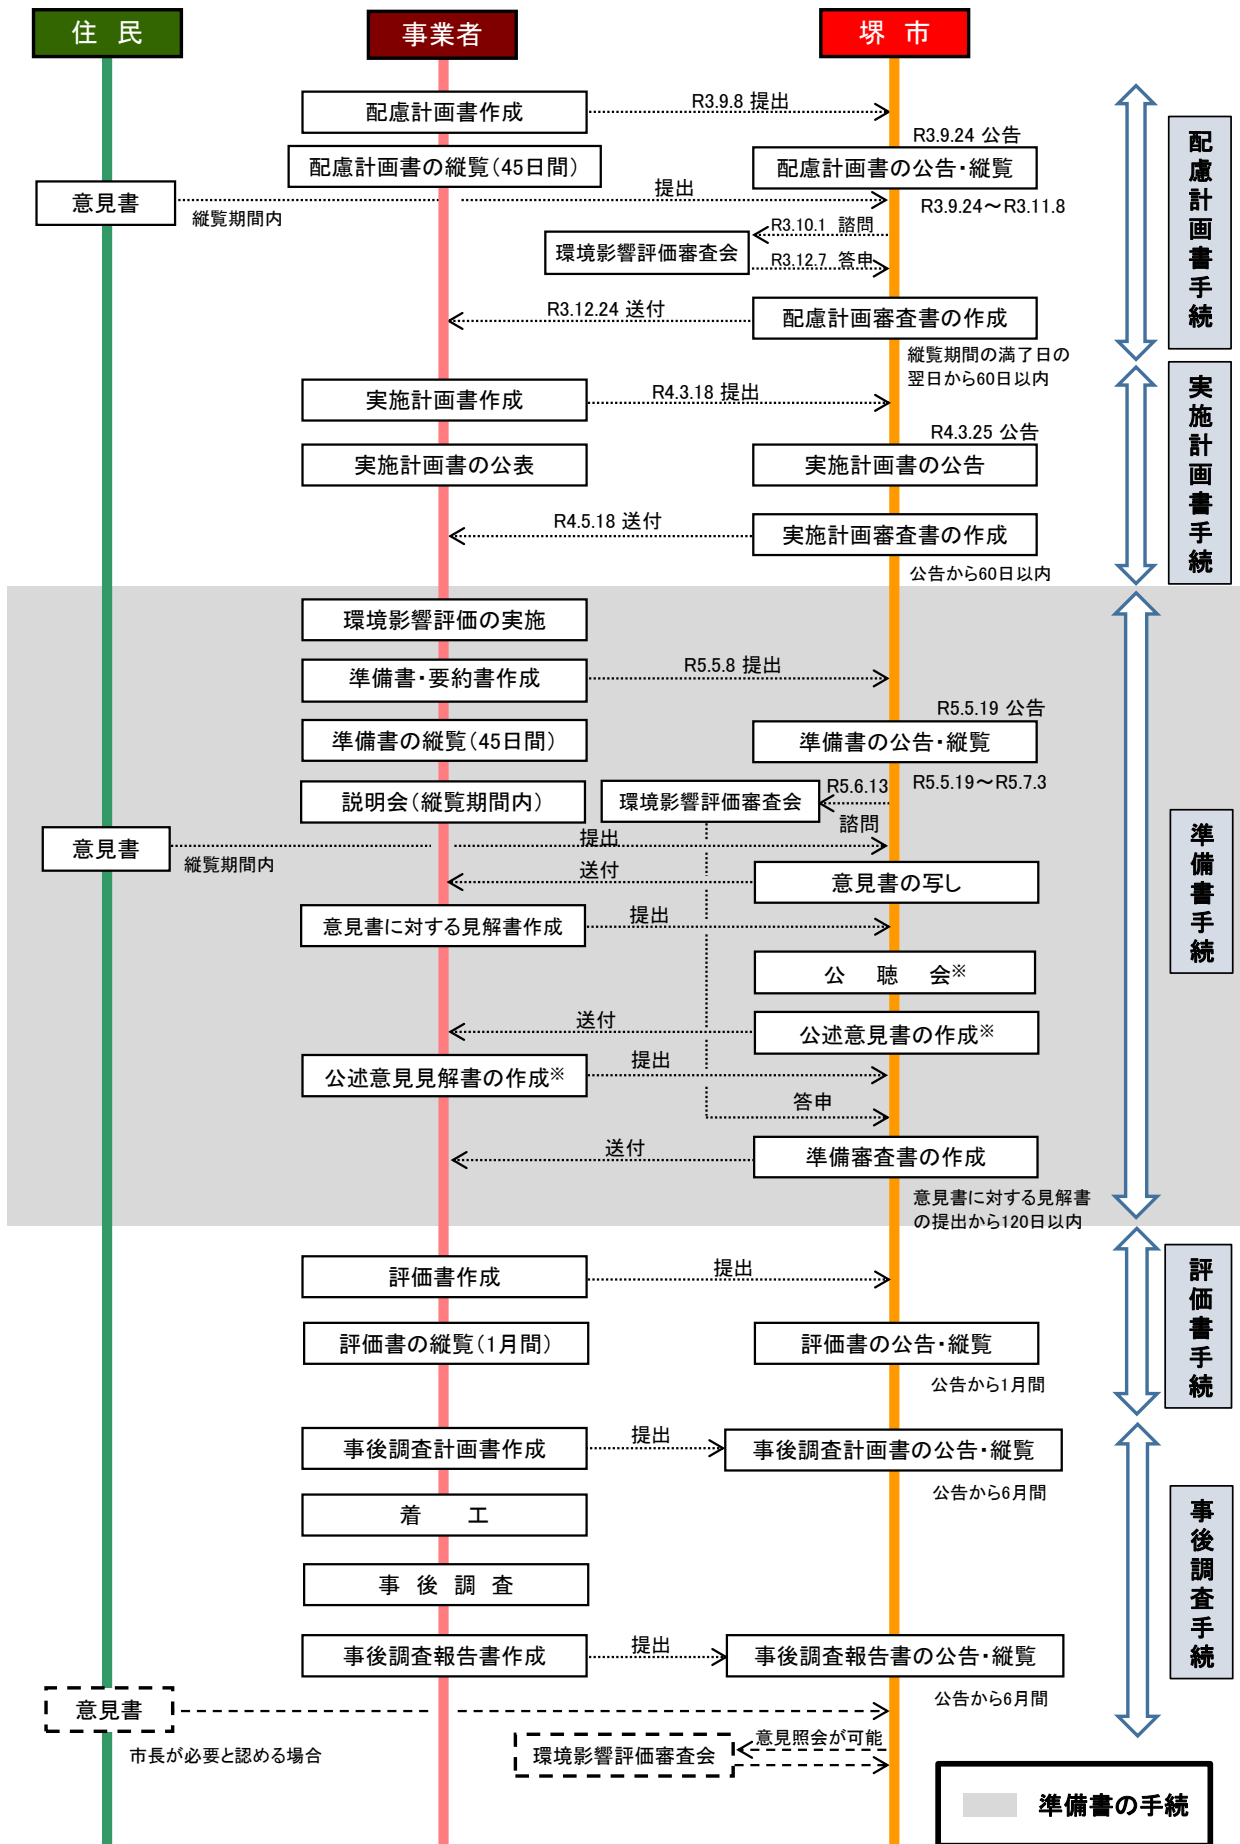 住 民
事業者
堺 市
配慮計画書作成
R3.9.8 提出
R3.9.24 公告
配慮計画書の縦覧（45日間）
配慮計画書の公告・縦覧
意見書
縦覧期間内
提出
R3.9.24～R3.11.8
R3.10.1 諮問
環境影響評価審査会
R3.12.7 答申
R3.12.24 送付
配慮計画審査書の作成
縦覧期間の満了日の
翌日から60日以内
配慮計画書手続
実施計画書作成
R4.3.18 提出
R4.3.25 公告
実施計画書の公表
実施計画書の公告
R4.5.18 送付
実施計画審査書の作成
公告から60日以内
実施計画書手続
環境影響評価の実施
準備書・要約書作成
R5.5.8 提出
R5.5.19 公告
準備書の縦覧（45日間）
準備書の公告・縦覧
R5.5.19～R5.7.3
説明会（縦覧期間内）
環境影響評価審査会
R5.6.13
諮問
意見書
縦覧期間内
提出
送付
意見書の写し
意見書に対する見解書作成
提出
公 聴 会※
送付
公述意見書の作成※
公述意見見解書の作成※
提出
答申
送付
準備審査書の作成
意見書に対する見解書
の提出から120日以内
準備書手続
評価書作成
提出
評価書の縦覧（1月間）
評価書の公告・縦覧
公告から1月間
評価書手続
事後調査計画書作成
提出
事後調査計画書の公告・縦覧
公告から6月間
着 工
事 後 調 査
事後調査報告書作成
提出
事後調査報告書の公告・縦覧
公告から6月間
意見書
市長が必要と認める場合
環境影響評価審査会
意見照会が可能
事後調査手続
準備書の手続